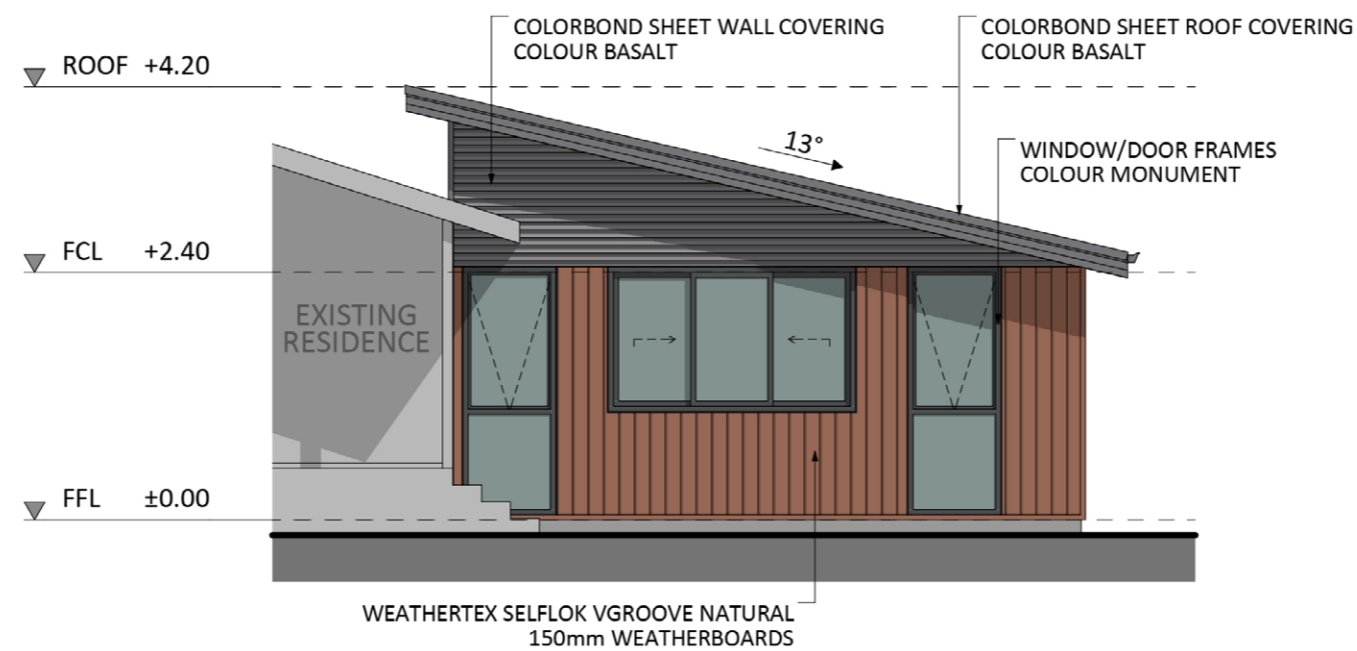 COLORBOND SHEET WALL COVERING
COLOUR BASALT
COLORBOND SHEET ROOF COVERING
COLOUR BASALT
ROOF +4.20
13°
WINDOW/DOOR FRAMES
COLOUR MONUMENT
FCL +2.40
EXISTING
RESIDENCE
FFL ±0.00
WEATHERTEX SELFLOK VGROOVE NATURAL
150mm WEATHERBOARDS